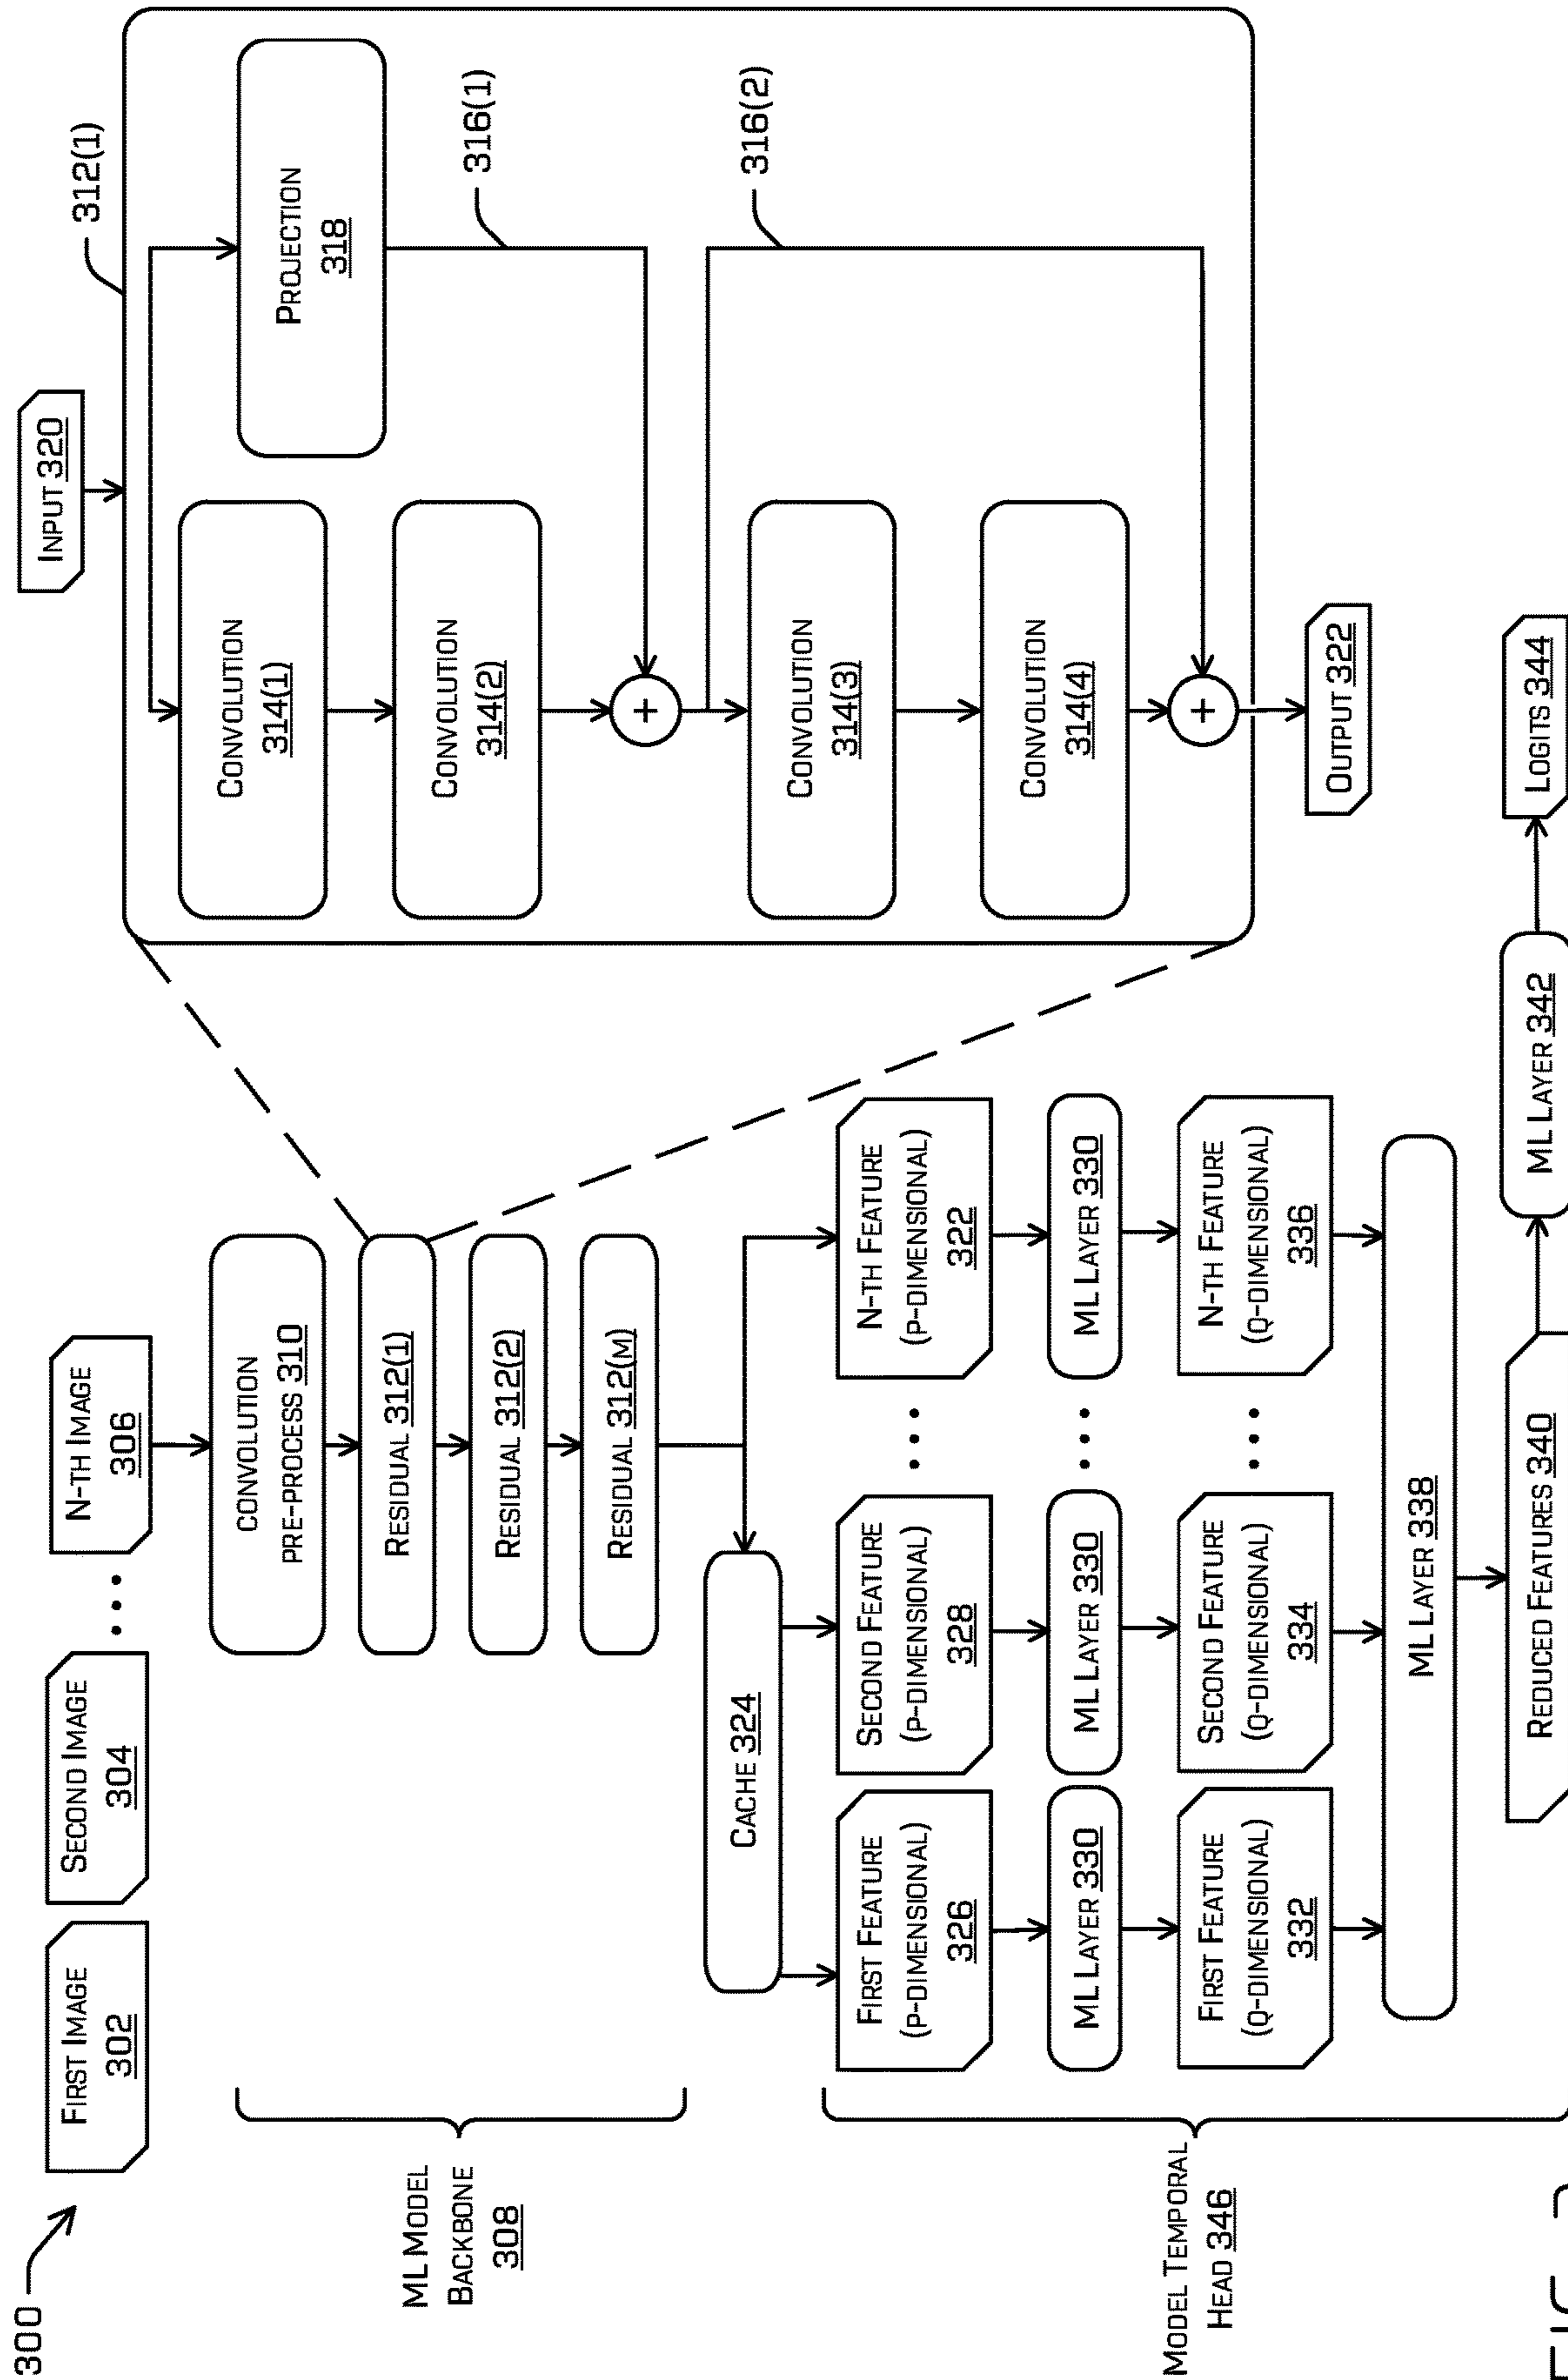 300
FIRST IMAGE
302
SECOND IMAGE
304
• • •
N-TH IMAGE
306
ML MODEL
BACKBONE
308
CONVOLUTION
PRE-PROCESS 310
RESIDUAL 312(1)
RESIDUAL 312(2)
RESIDUAL 312(M)
CACHE 324
MODEL TEMPORAL
HEAD 346
FIRST FEATURE
(P-DIMENSIONAL)
326
SECOND FEATURE
(P-DIMENSIONAL)
328
• • •
N-TH FEATURE
(P-DIMENSIONAL)
322
ML LAYER 330
ML LAYER 330
• • •
ML LAYER 330
FIRST FEATURE
(Q-DIMENSIONAL)
332
SECOND FEATURE
(Q-DIMENSIONAL)
334
• • •
N-TH FEATURE
(Q-DIMENSIONAL)
336
ML LAYER 338
REDUCED FEATURES 340
ML LAYER 342
LOGITS 344
INPUT 320
312(1)
CONVOLUTION
314(1)
PROJECTION
318
CONVOLUTION
314(2)
316(1)
+
316(2)
CONVOLUTION
314(3)
CONVOLUTION
314(4)
+
OUTPUT 322